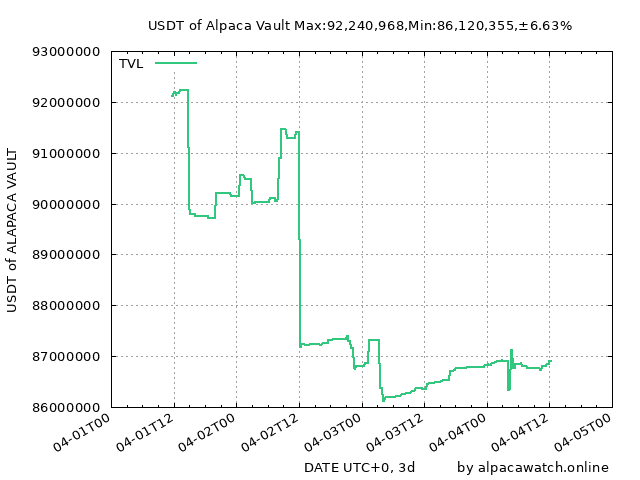 USDT of Alpaca Vault Max:92,240,968,Min:86,120,355,±6.63%
93000000
TVL
92000000
91000000
90000000
89000000
88000000
87000000
86000000
USDT of ALAPACA VAULT
04-01T00
04-01T12
04-02T00
04-02T12
04-03T00
04-03T12
04-04T00
04-04T12
04-05T00
DATE UTC+0, 3d
by alpacawatch.online